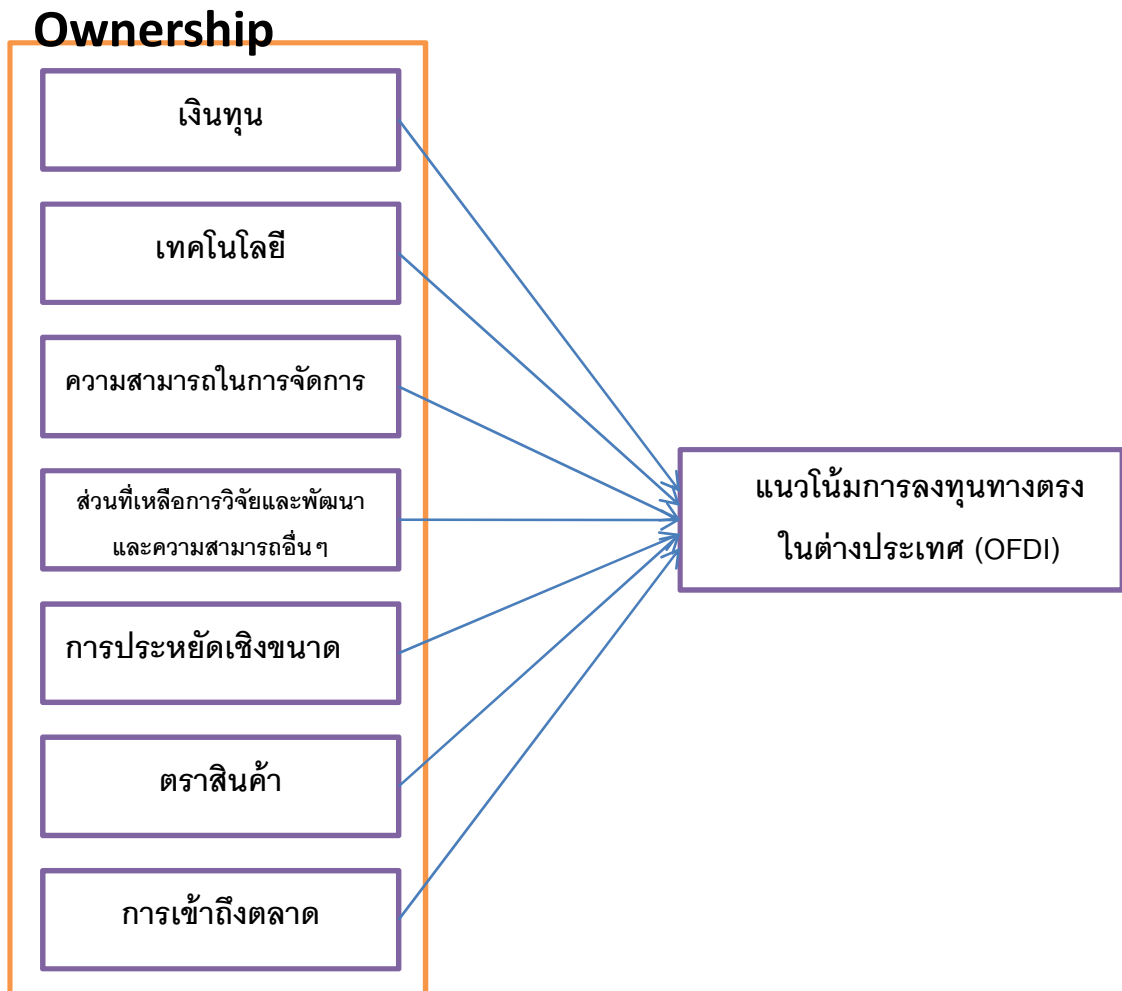 Ownership
เงินทุน
เทคโนโลยี
ความสามารถในการจัดการ
ส่วนที่เหลือการวิจัยและพัฒนา
และความสามารถอื่นๆ
การประหยัดเชิงขนาด
ตราสินค้า
การเข้าถึงตลาด
แนวโน้มการลงทุนทางตรง
ในต่างประเทศ (OFDI)